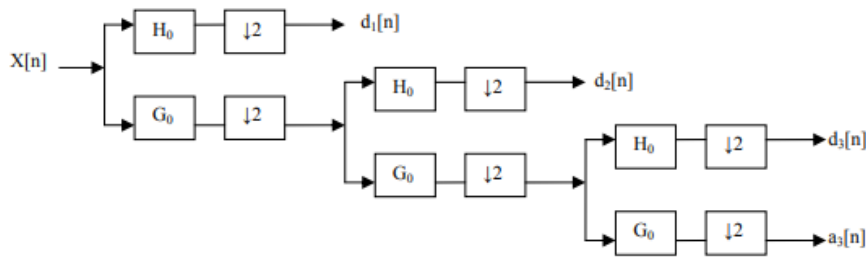 H₀ ↓2 d₁[n]
X[n]
G₀ ↓2 H₀ ↓2 d₂[n]
G₀ ↓2 H₀ ↓2 d₃[n]
G₀ ↓2 a₃[n]